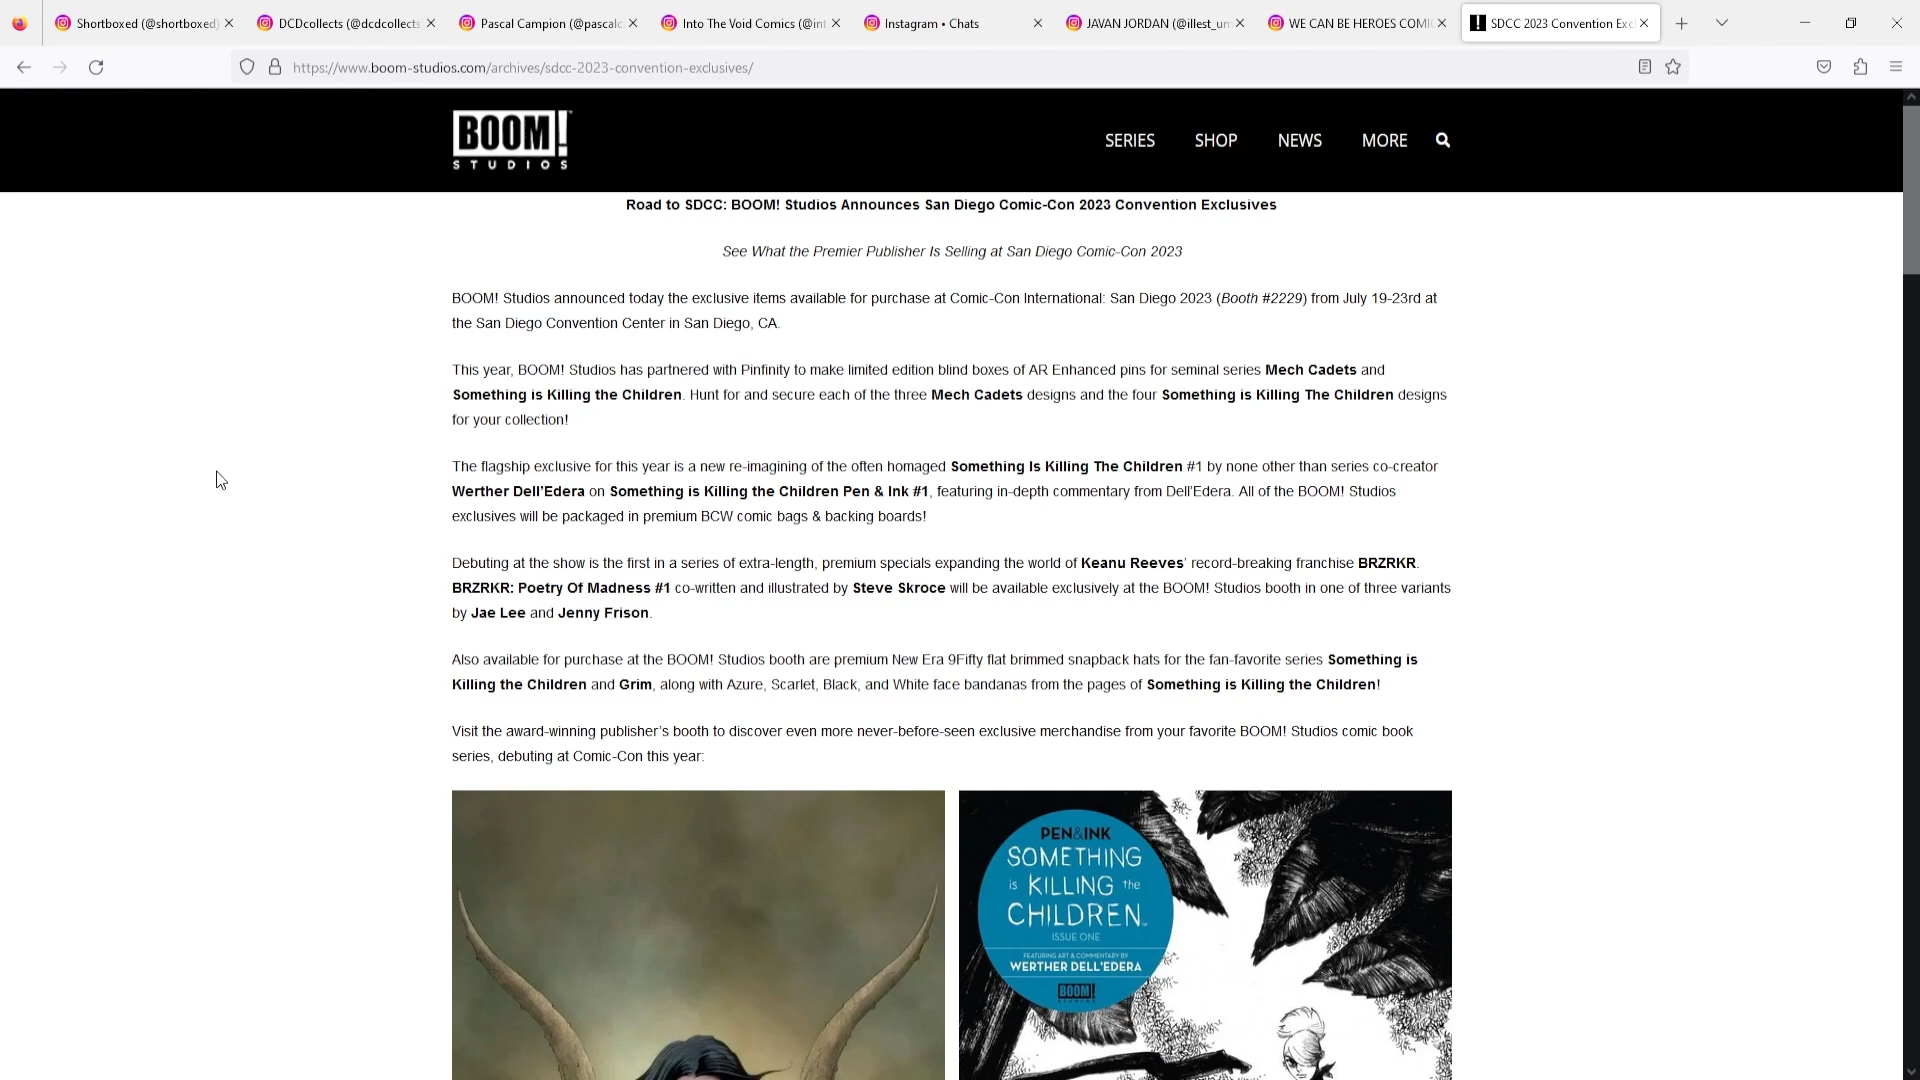 Shortboxed (@shortboxed)
DCDcollects (@dcdcollects
Pascal Campion (@pascalc
Into The Void Comics (@int
Instagram • Chats
JAVAN JORDAN (@illest_um
WE CAN BE HEROES COMI
SDCC 2023 Convention Exc
https://www.boom-studios.com/archives/sdcc-2023-convention-exclusives/
BOOM!
STUDIOS
SERIES
SHOP
NEWS
MORE
Road to SDCC: BOOM! Studios Announces San Diego Comic-Con 2023 Convention Exclusives
See What the Premier Publisher Is Selling at San Diego Comic-Con 2023
BOOM! Studios announced today the exclusive items available for purchase at Comic-Con International: San Diego 2023 (Booth #2229) from July 19-23rd at
the San Diego Convention Center in San Diego, CA.
This year, BOOM! Studios has partnered with Pinfinity to make limited edition blind boxes of AR Enhanced pins for seminal series Mech Cadets and
Something is Killing the Children. Hunt for and secure each of the three Mech Cadets designs and the four Something is Killing The Children designs
for your collection!
The flagship exclusive for this year is a new re-imagining of the often homaged Something Is Killing The Children #1 by none other than series co-creator
Werther Dell’Edera on Something is Killing the Children Pen & Ink #1, featuring in-depth commentary from Dell’Edera. All of the BOOM! Studios
exclusives will be packaged in premium BCW comic bags & backing boards!
Debuting at the show is the first in a series of extra-length, premium specials expanding the world of Keanu Reeves’ record-breaking franchise BRZRKR.
BRZRKR: Poetry Of Madness #1 co-written and illustrated by Steve Skroce will be available exclusively at the BOOM! Studios booth in one of three variants
by Jae Lee and Jenny Frison.
Also available for purchase at the BOOM! Studios booth are premium New Era 9Fifty flat brimmed snapback hats for the fan-favorite series Something is
Killing the Children and Grim, along with Azure, Scarlet, Black, and White face bandanas from the pages of Something is Killing the Children!
Visit the award-winning publisher’s booth to discover even more never-before-seen exclusive merchandise from your favorite BOOM! Studios comic book
series, debuting at Comic-Con this year:
PEN&INK
SOMETHING
is KILLING the
CHILDREN
ISSUE ONE
FEATURING ART & COMMENTARY BY
WERTHER DELL'EDERA
BOOM!
STUDIOS